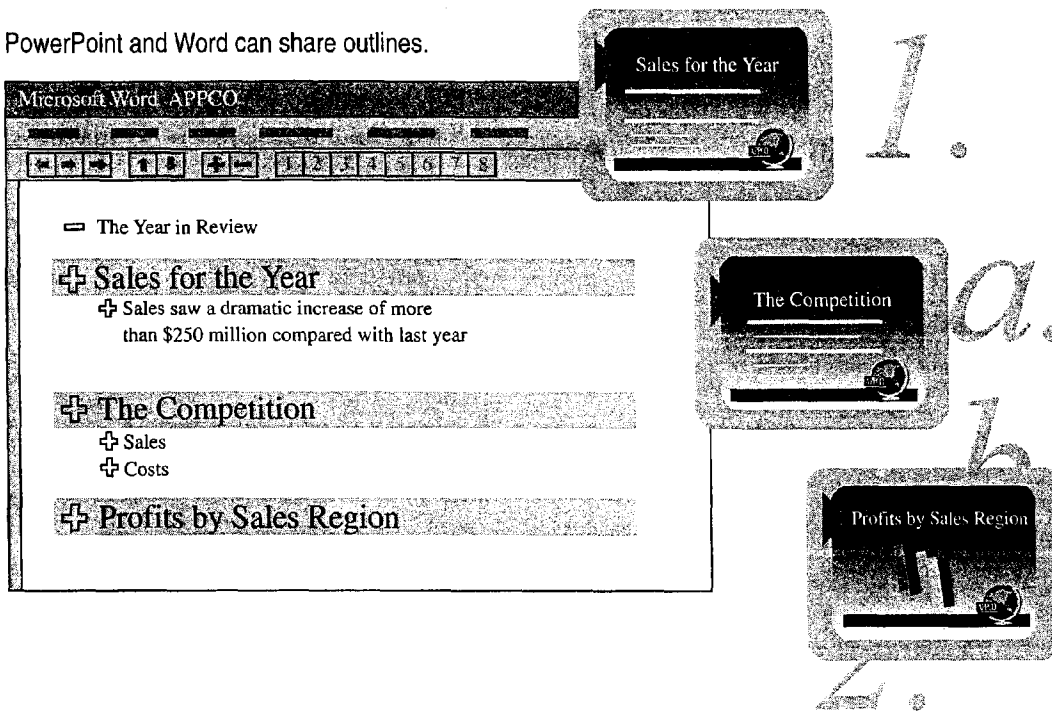 PowerPoint and Word can share outlines.
Microsoft Word APPCO
1 2 3 4 5 6 7 8
The Year in Review
Sales for the Year
Sales saw a dramatic increase of more
than $250 million compared with last year
The Competition
Sales
Costs
Profits by Sales Region
Sales for the Year
1.
The Competition
a.
b
Profits by Sales Region